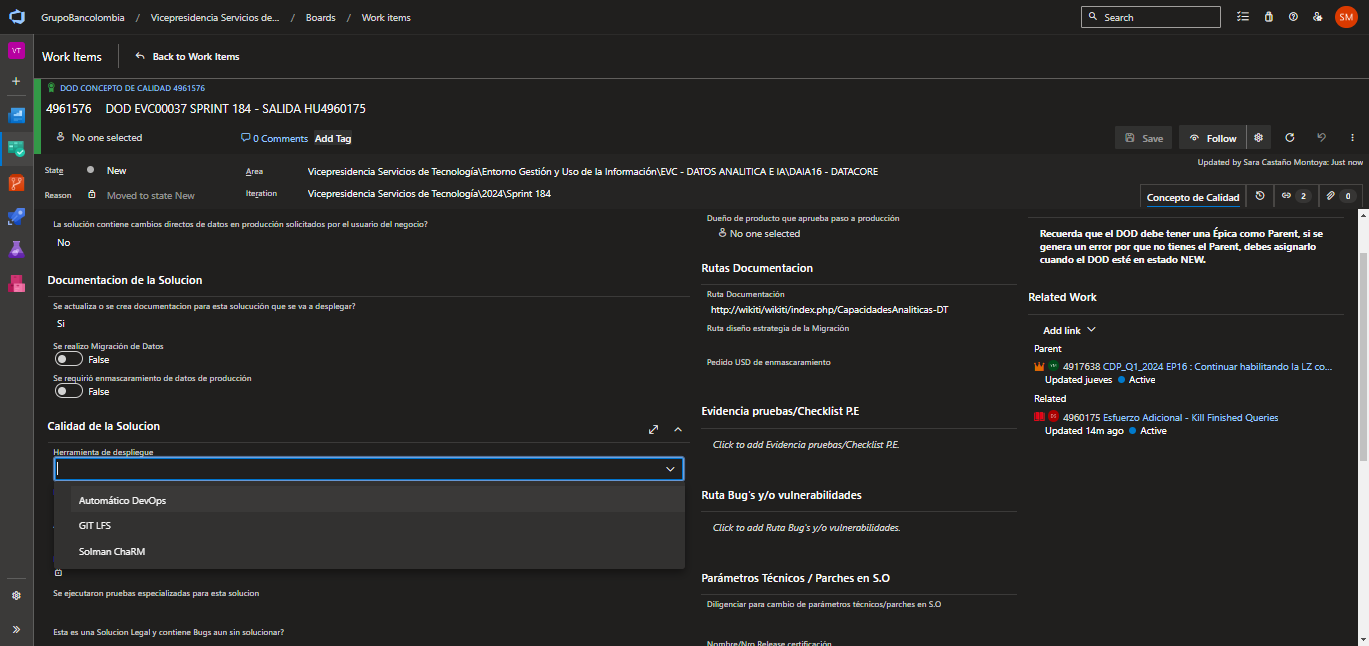 GrupoBancolombia / Vicepresidencia Servicios de... / Boards / Work items
Search
SM
VT
Work Items
Back to Work Items
DOD CONCEPTO DE CALIDAD 4961576
4961576 DOD EVC00037 SPRINT 184 - SALIDA HU4960175
No one selected
0 Comments
Add Tag
Save
Follow
Updated by Sara Castaño Montoya: Just now
State
New
Area
Vicepresidencia Servicios de Tecnología\Entorno Gestión y Uso de la Información\EVC - DATOS ANALITICA E IA\DAIA16 - DATACORE
Reason
Moved to state New
Iteration
Vicepresidencia Servicios de Tecnología\2024\Sprint 184
Concepto de Calidad
2
0
La solución contiene cambios directos de datos en producción solicitados por el usuario del negocio?
No
Documentacion de la Solucion
Se actualiza o se crea documentacion para esta solucución que se va a desplegar?
Si
Se realizo Migración de Datos
False
Se requirió enmascaramiento de datos de producción
False
Calidad de la Solucion
Herramienta de despliegue
Automático DevOps
GIT LFS
Solman ChaRM
Se ejecutaron pruebas especializadas para esta solucion
Esta es una Solucion Legal y contiene Bugs aun sin solucionar?
Dueño de producto que aprueba paso a producción
No one selected
Rutas Documentacion
Ruta Documentación
http://wikiti/wikiti/index.php/CapacidadesAnaliticas-DT
Ruta diseño estrategia de la Migración
Pedido USD de enmascaramiento
Evidencia pruebas/Checklist P.E
Click to add Evidencia pruebas/Checklist P.E.
Ruta Bug's y/o vulnerabilidades
Click to add Ruta Bug's y/o vulnerabilidades.
Parámetros Técnicos / Parches en S.O
Diligenciar para cambio de parámetros técnicos/parches en S.O
Nombre/Nro Release certificación
Recuerda que el DOD debe tener una Épica como Parent, si se
genera un error por que no tienes el Parent, debes asignarlo
cuando el DOD esté en estado NEW.
Related Work
Add link
Parent
4917638 CDP_Q1_2024 EP16 : Continuar habilitando la LZ co...
Updated jueves
Active
Related
4960175 Esfuerzo Adicional - Kill Finished Queries
Updated 14m ago
Active